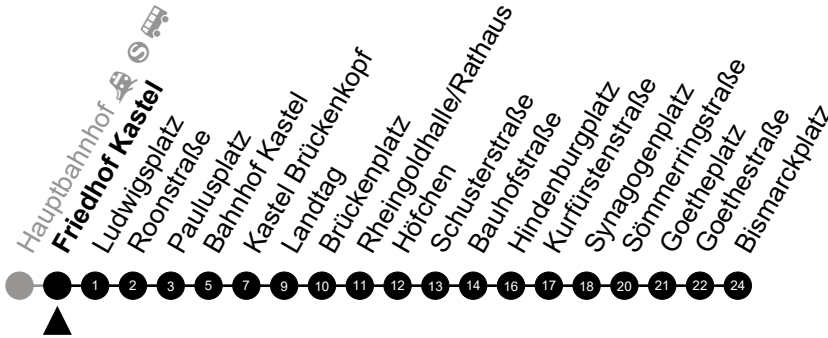 Hauptbahnhof S
Friedhof Kastel
Ludwigsplatz
Roonstraße
Paulusplatz
Bahnhof Kastel
Kastel Brückenkopf
Landtag
Brückenplatz
Rheingoldhalle/Rathaus
Höfchen
Schusterstraße
Bauhofstraße
Hindenburgplatz
Kurfürstenstraße
Synagogenplatz
Sömmerringstraße
Goetheplatz
Goethestraße
Bismarckplatz
1 2 3 5 7 9 10 11 12 13 14 16 17 18 20 21 22 24